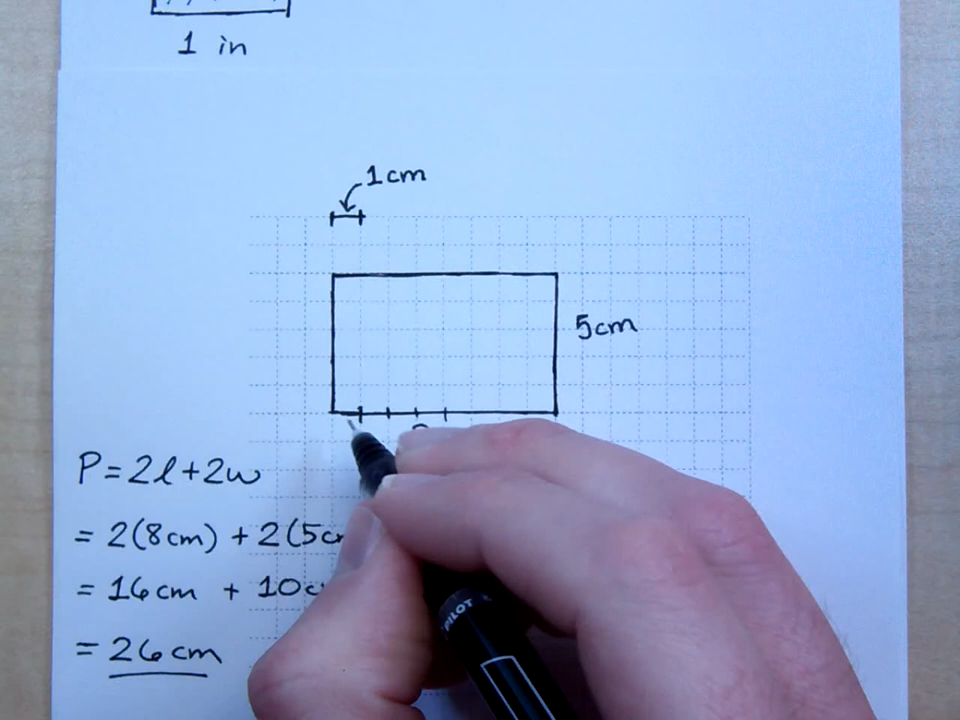 1 in
1cm
5cm
P=2l+2w
= 2(8cm) + 2(5c
= 16cm + 10c
= 26cm
PILOT